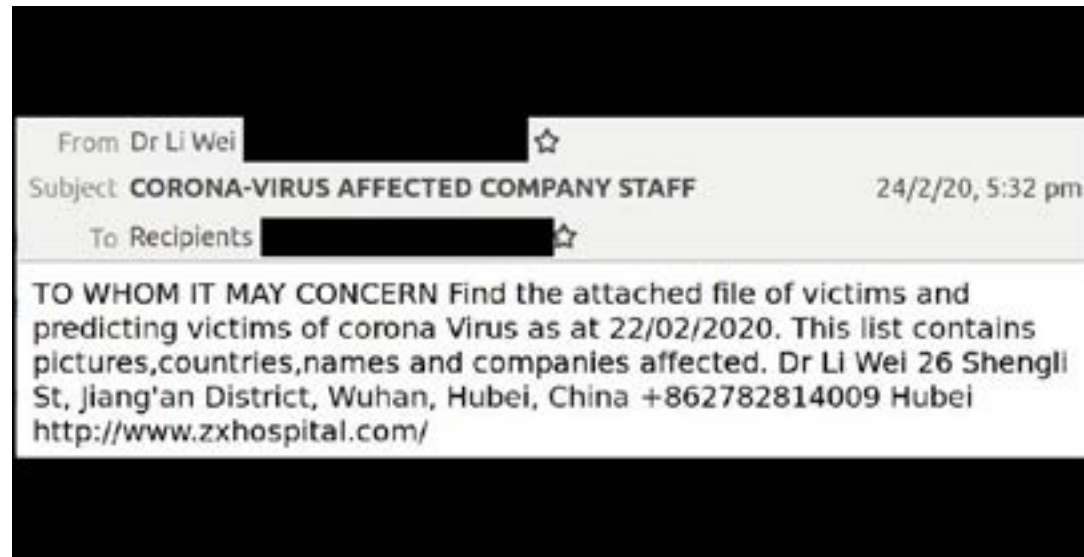 From Dr Li Wei
Subject CORONA-VIRUS AFFECTED COMPANY STAFF 24/2/20, 5:32 pm
To Recipients
TO WHOM IT MAY CONCERN Find the attached file of victims and
predicting victims of corona Virus as at 22/02/2020. This list contains
pictures,countries,names and companies affected. Dr Li Wei 26 Shengli
St, Jiang'an District, Wuhan, Hubei, China +862782814009 Hubei
http://www.zxhospital.com/